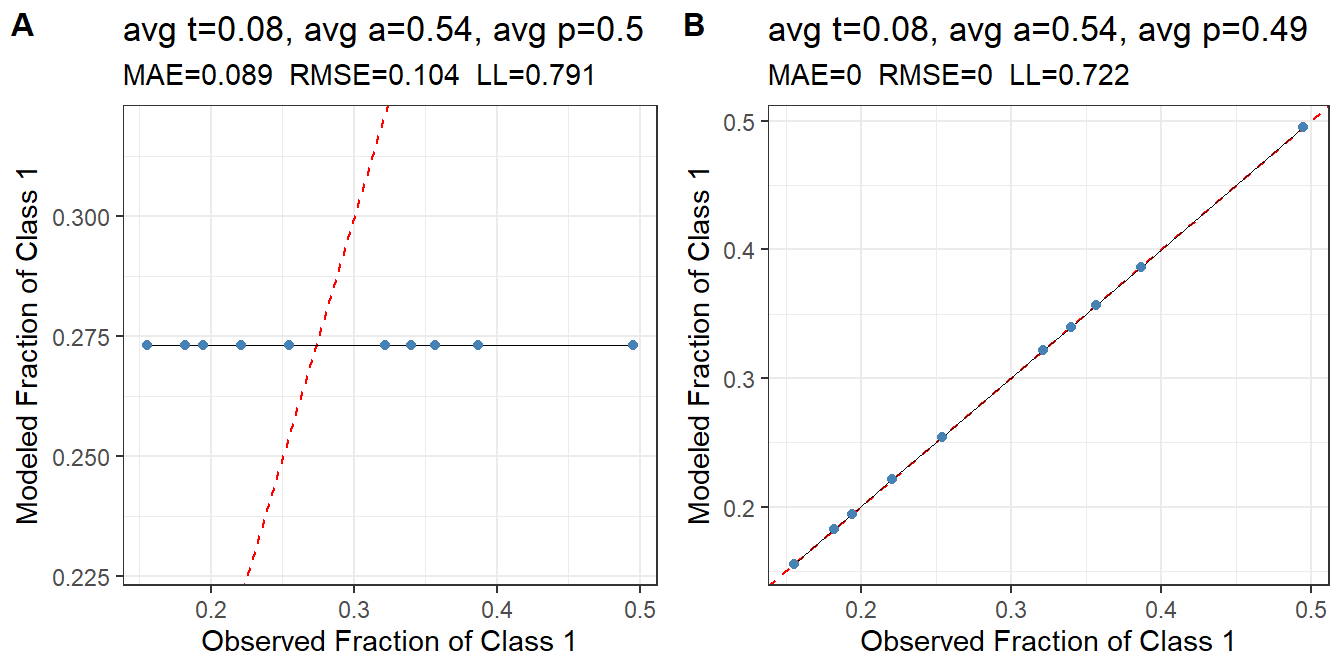 A
avg t=0.08, avg a=0.54, avg p=0.5
MAE=0.089 RMSE=0.104 LL=0.791
Modeled Fraction of Class 1
0.300
0.275
0.250
0.225
0.2 0.3 0.4 0.5
Observed Fraction of Class 1
B
avg t=0.08, avg a=0.54, avg p=0.49
MAE=0 RMSE=0 LL=0.722
Modeled Fraction of Class 1
0.5
0.4
0.3
0.2
0.2 0.3 0.4 0.5
Observed Fraction of Class 1